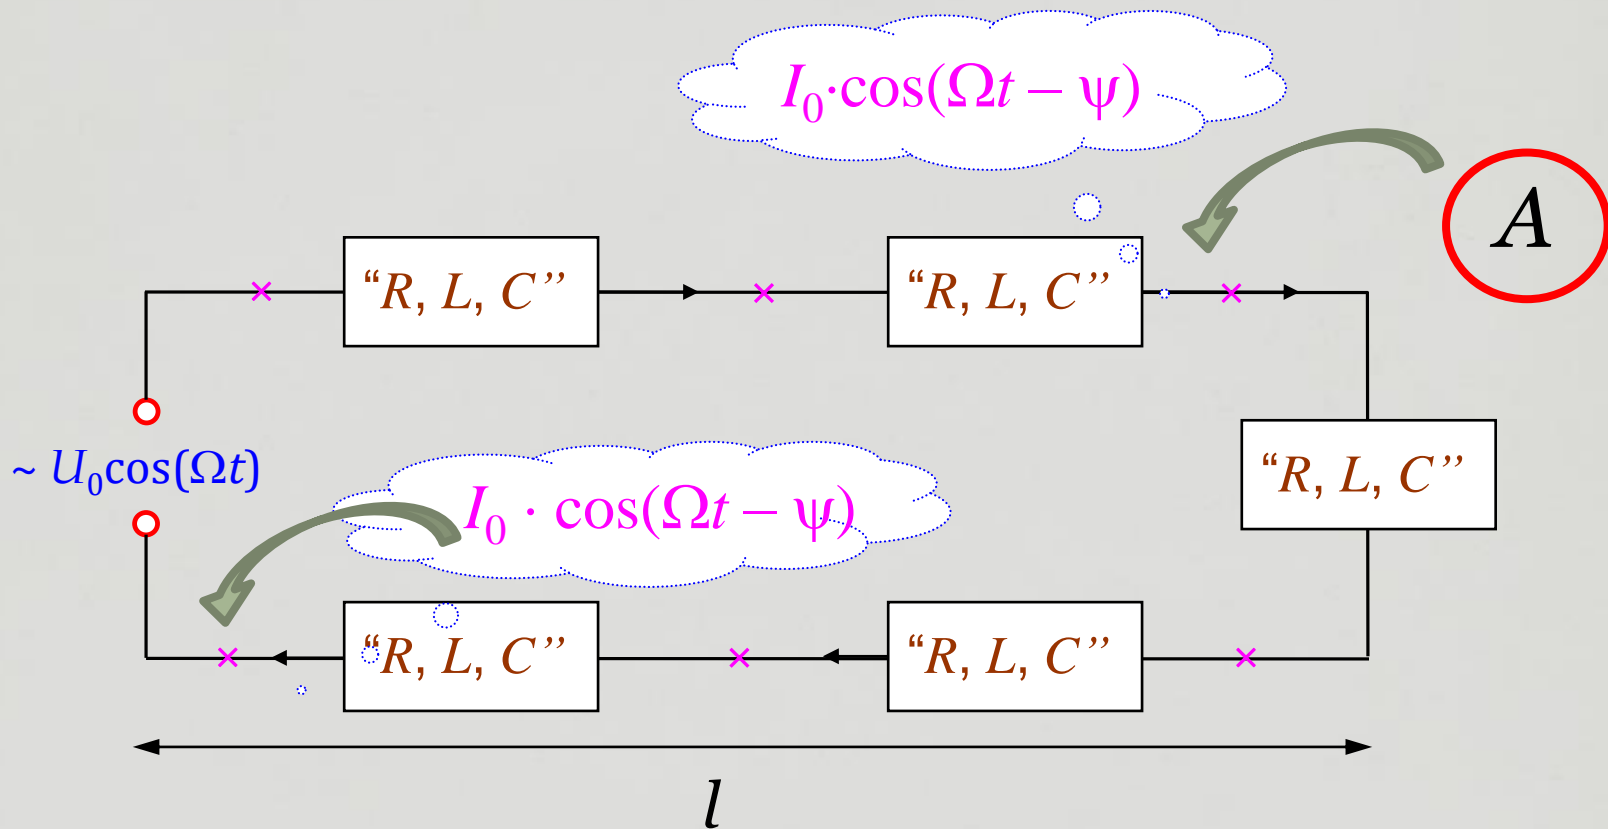 I₀·cos(Ωt – ψ)
A
“R, L, C”
“R, L, C”
~ U₀cos(Ωt)
“R, L, C”
I₀ · cos(Ωt – ψ)
“R, L, C”
“R, L, C”
l